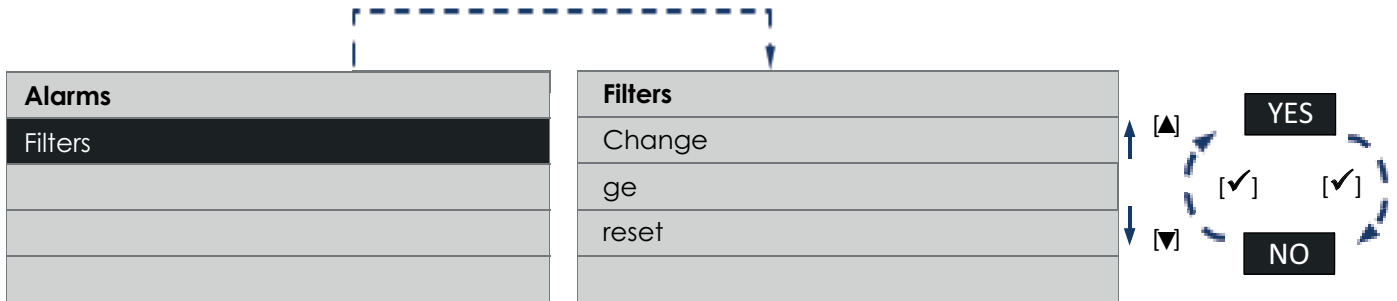 Alarms
Filters
Filters
Change
ge
reset
[▲]
[▼]
YES
[✔] [✔]
NO